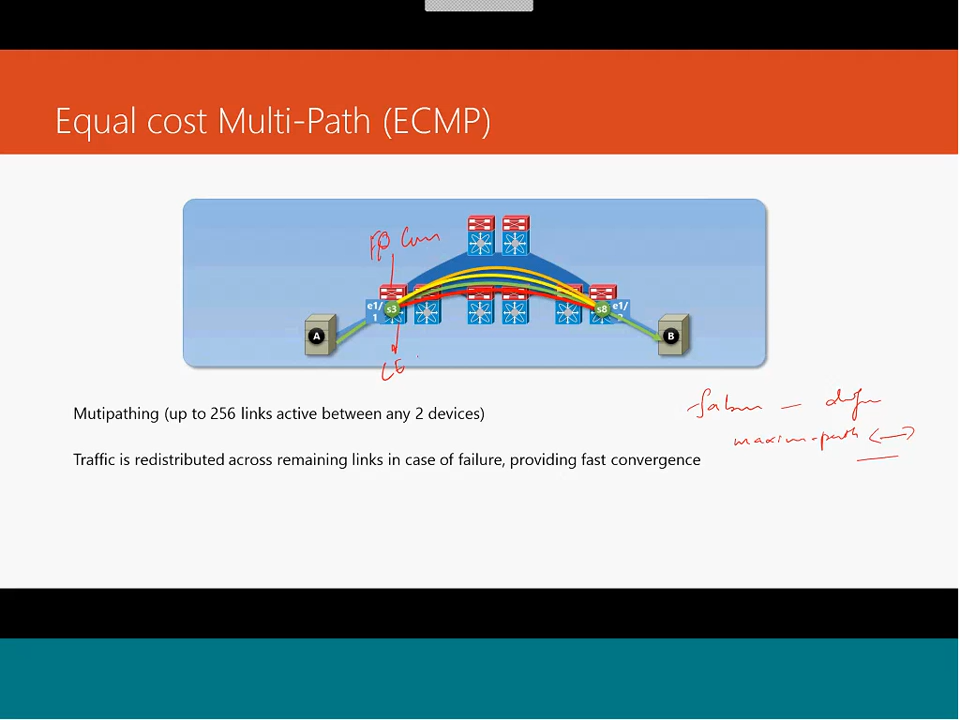 Equal cost Multi-Path (ECMP)
e1/
1
s3
s8
e1/
A
B
CE
Mutipathing (up to 256 links active between any 2 devices)
maximum-path
Traffic is redistributed across remaining links in case of failure, providing fast convergence